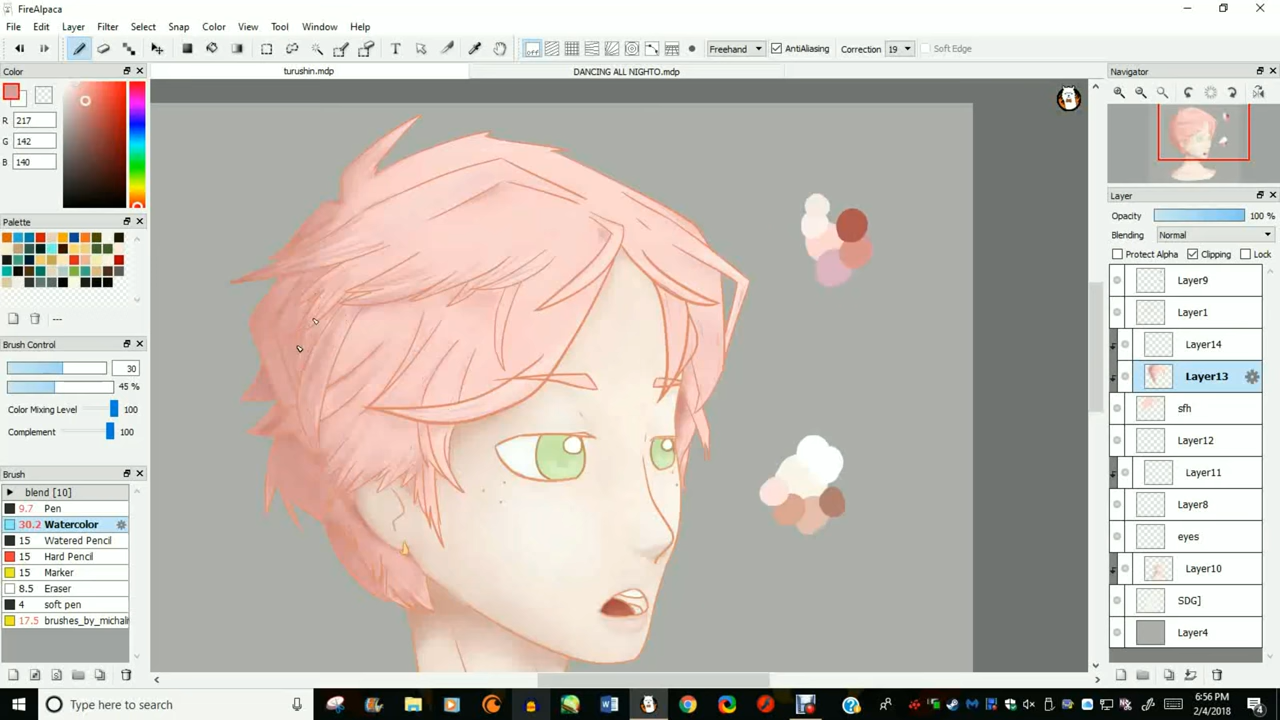 FireAlpaca
File Edit Layer Filter Select Snap Color View Tool Window Help
T off Freehand AntiAliasing Correction 19 Soft Edge
Color turushin.mdp DANCING ALL NIGHTO.mdp Navigator
R 217
G 142
B 140
Layer
Opacity 100 %
Palette
Blending Normal
Protect Alpha Clipping Lock
Layer9
Layer1
---
Brush Control
Layer14
30
Layer13
45 %
Color Mixing Level 100
sfh
Complement 100
Layer12
Brush
Layer11
blend [10]
9.7 Pen
Layer8
30.2 Watercolor
15 Watered Pencil
eyes
15 Hard Pencil
15 Marker
Layer10
8.5 Eraser
4 soft pen
SDG]
17.5 brushes_by_michali
Layer4
Type here to search
6:56 PM
2/4/2018